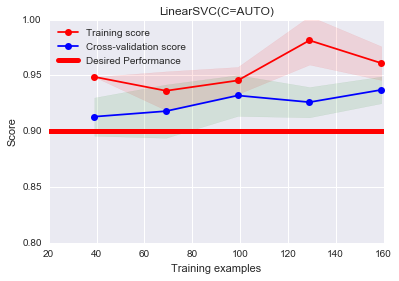 LinearSVC(C=AUTO)
1.00
Training score
Cross-validation score
Desired Performance
0.95
0.90
0.85
0.80
Score
20 40 60 80 100 120 140 160
Training examples